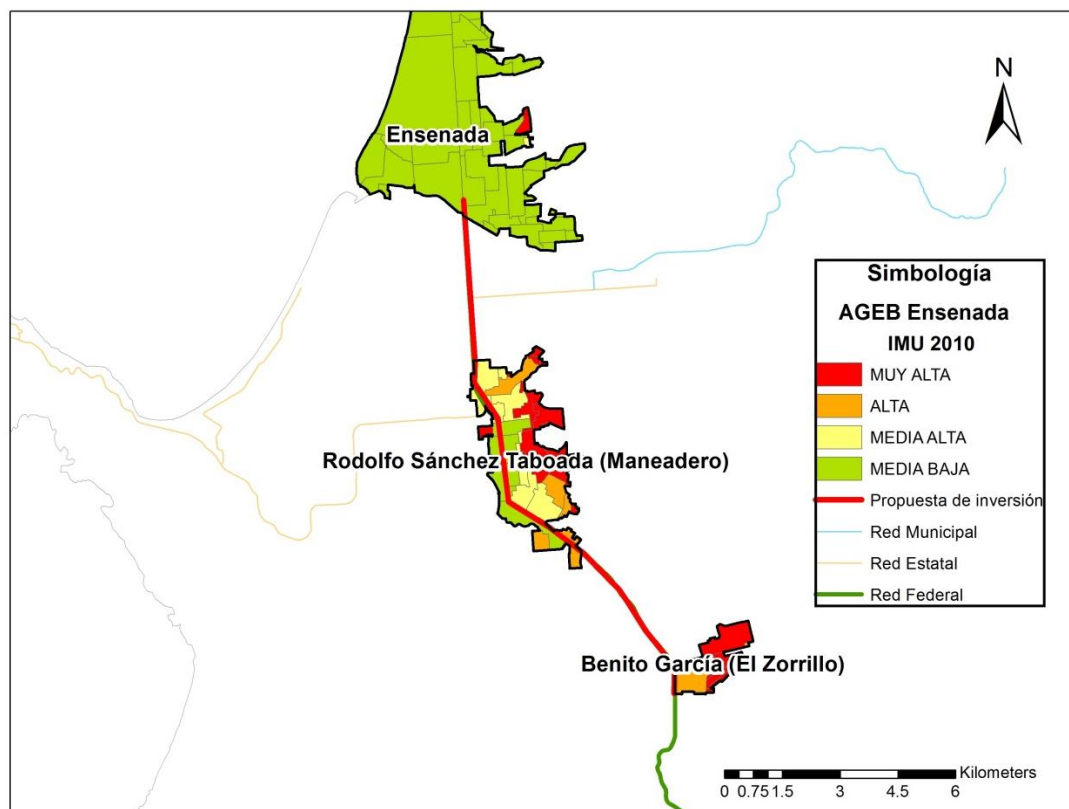 N
Ensenada
Simbología
AGEB Ensenada
IMU 2010
MUY ALTA
ALTA
MEDIA ALTA
MEDIA BAJA
Propuesta de inversión
Red Municipal
Red Estatal
Red Federal
Rodolfo Sánchez Taboada (Maneadero)
Benito García (El Zorrillo)
Kilometers
0 0.75 1.5 3 4.5 6